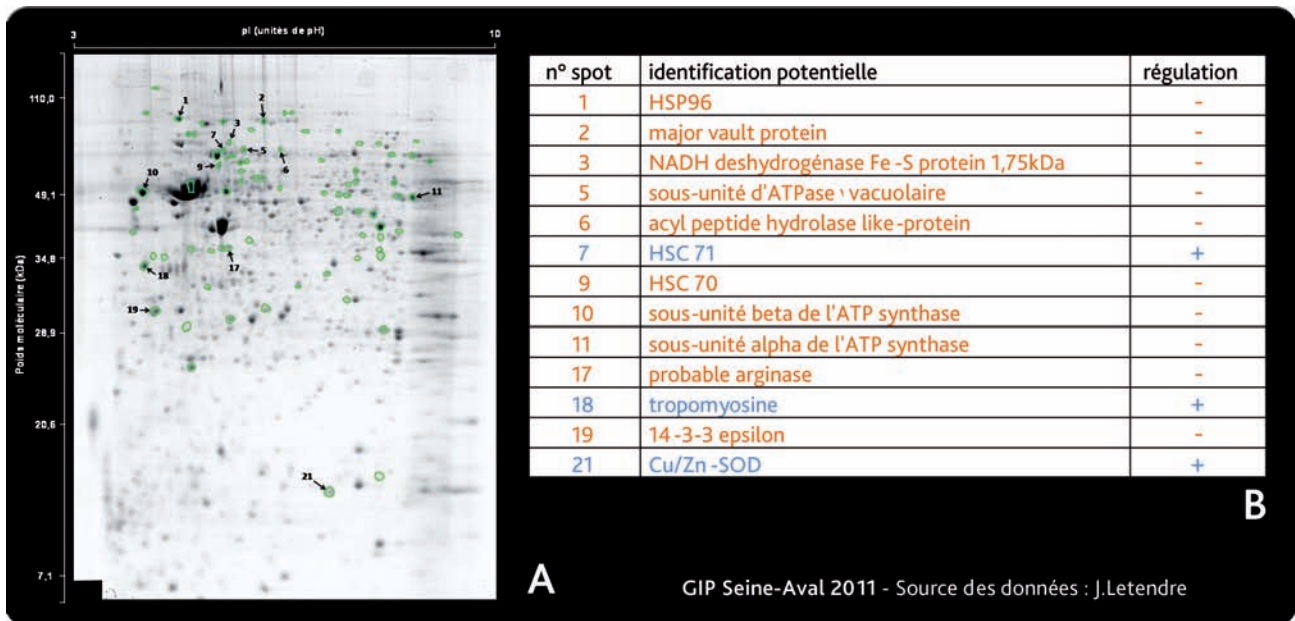 pI (unités de pH)
3
10
Poids moléculaire (kDa)
110,0
49,1
34,8
28,9
20,6
7,1
1
2
3
7
5
9
6
10
11
17
18
19
21
A
n° spot identification potentielle régulation
1 HSP96 -
2 major vault protein -
3 NADH deshydrogénase Fe -S protein 1,75kDa -
5 sous-unité d'ATPase vacuolaire -
6 acyl peptide hydrolase like-protein -
7 HSC 71 +
9 HSC 70 -
10 sous-unité beta de l'ATP synthase -
11 sous-unité alpha de l'ATP synthase -
17 probable arginase -
18 tropomyosine +
19 14-3-3 epsilon -
21 Cu/Zn -SOD +
B
GIP Seine-Aval 2011 - Source des données : J.Letendre